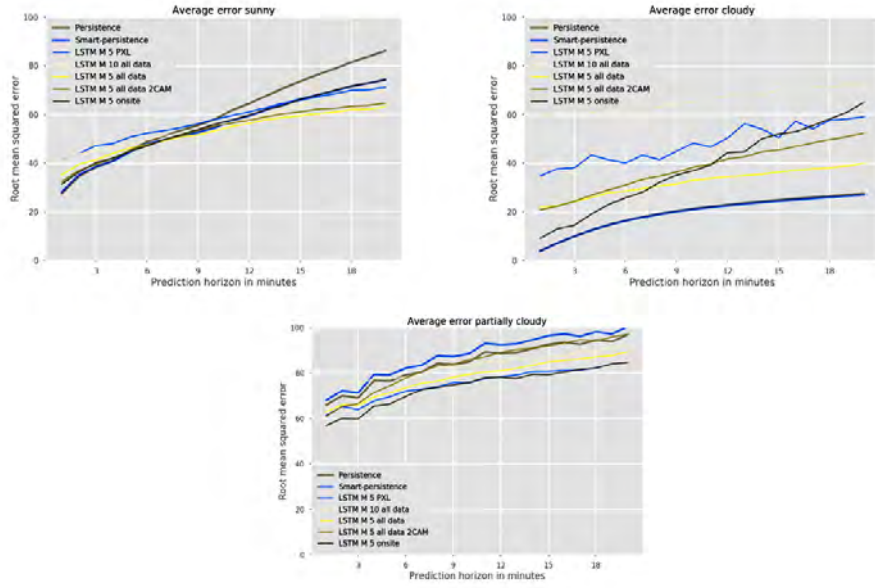 Average error sunny
Root mean squared error
100
80
60
40
20
0
3
6
9
12
15
18
Prediction horizon in minutes
Persistence
Smart-persistence
LSTM M 5 PXL
LSTM M 10 all data
LSTM M 5 all data
LSTM M 5 all data 2CAM
LSTM M 5 onsite
Average error cloudy
Root mean squared error
100
80
60
40
20
0
3
6
9
12
15
18
Prediction horizon in minutes
Persistence
Smart-persistence
LSTM M 5 PXL
LSTM M 10 all data
LSTM M 5 all data
LSTM M 5 all data 2CAM
LSTM M 5 onsite
Average error partially cloudy
Root mean squared error
100
80
60
40
20
0
3
6
9
12
15
18
Prediction horizon in minutes
Persistence
Smart-persistence
LSTM M 5 PXL
LSTM M 10 all data
LSTM M 5 all data
LSTM M 5 all data 2CAM
LSTM M 5 onsite